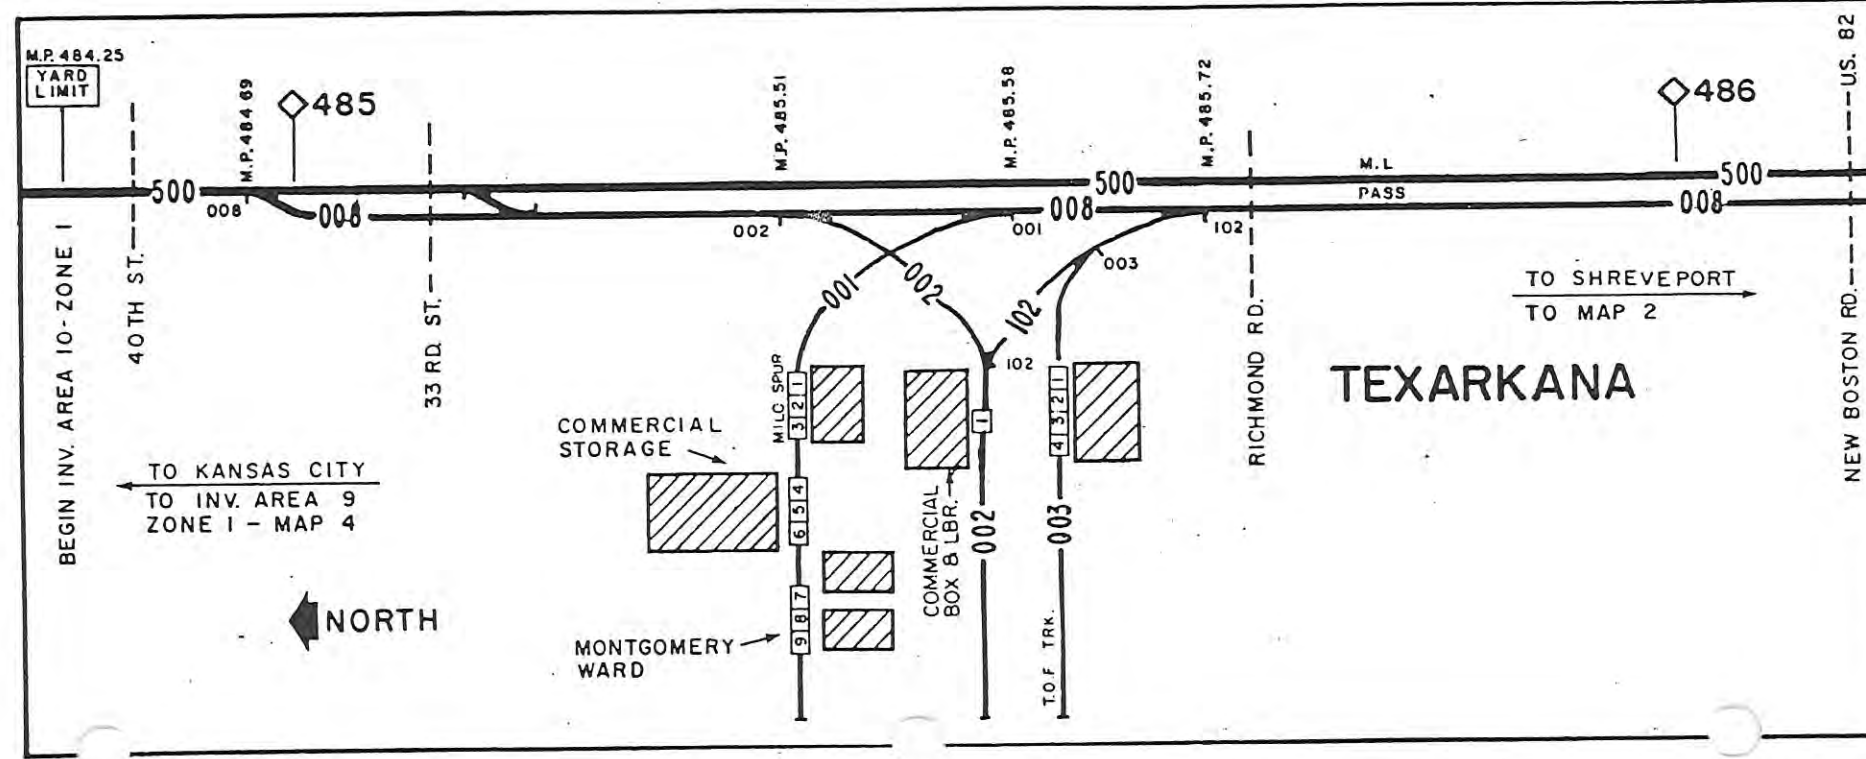 M.P. 484.25
YARD
LIMIT
M.P. 484 69
485
M.P. 485.51
M.P. 485.58
M.P. 485.72
486
U.S. 82
500
008
008
33 RD. ST.
002
500
008
001
102
M.L
PASS
500
008
003
001
002
102
102
BEGIN INV. AREA 10-ZONE 1
40TH ST.
RICHMOND RD.
NEW BOSTON RD.
TO SHREVEPORT
TO MAP 2
TEXARKANA
TO KANSAS CITY
TO INV. AREA 9
ZONE 1 - MAP 4
NORTH
COMMERCIAL
STORAGE
MILC SPUR
3 2 1
6 5 4
9 8 7
MONTGOMERY
WARD
COMMERCIAL
BOX & LBR.
1
002
4 3 2 1
003
T.O.F TRK.